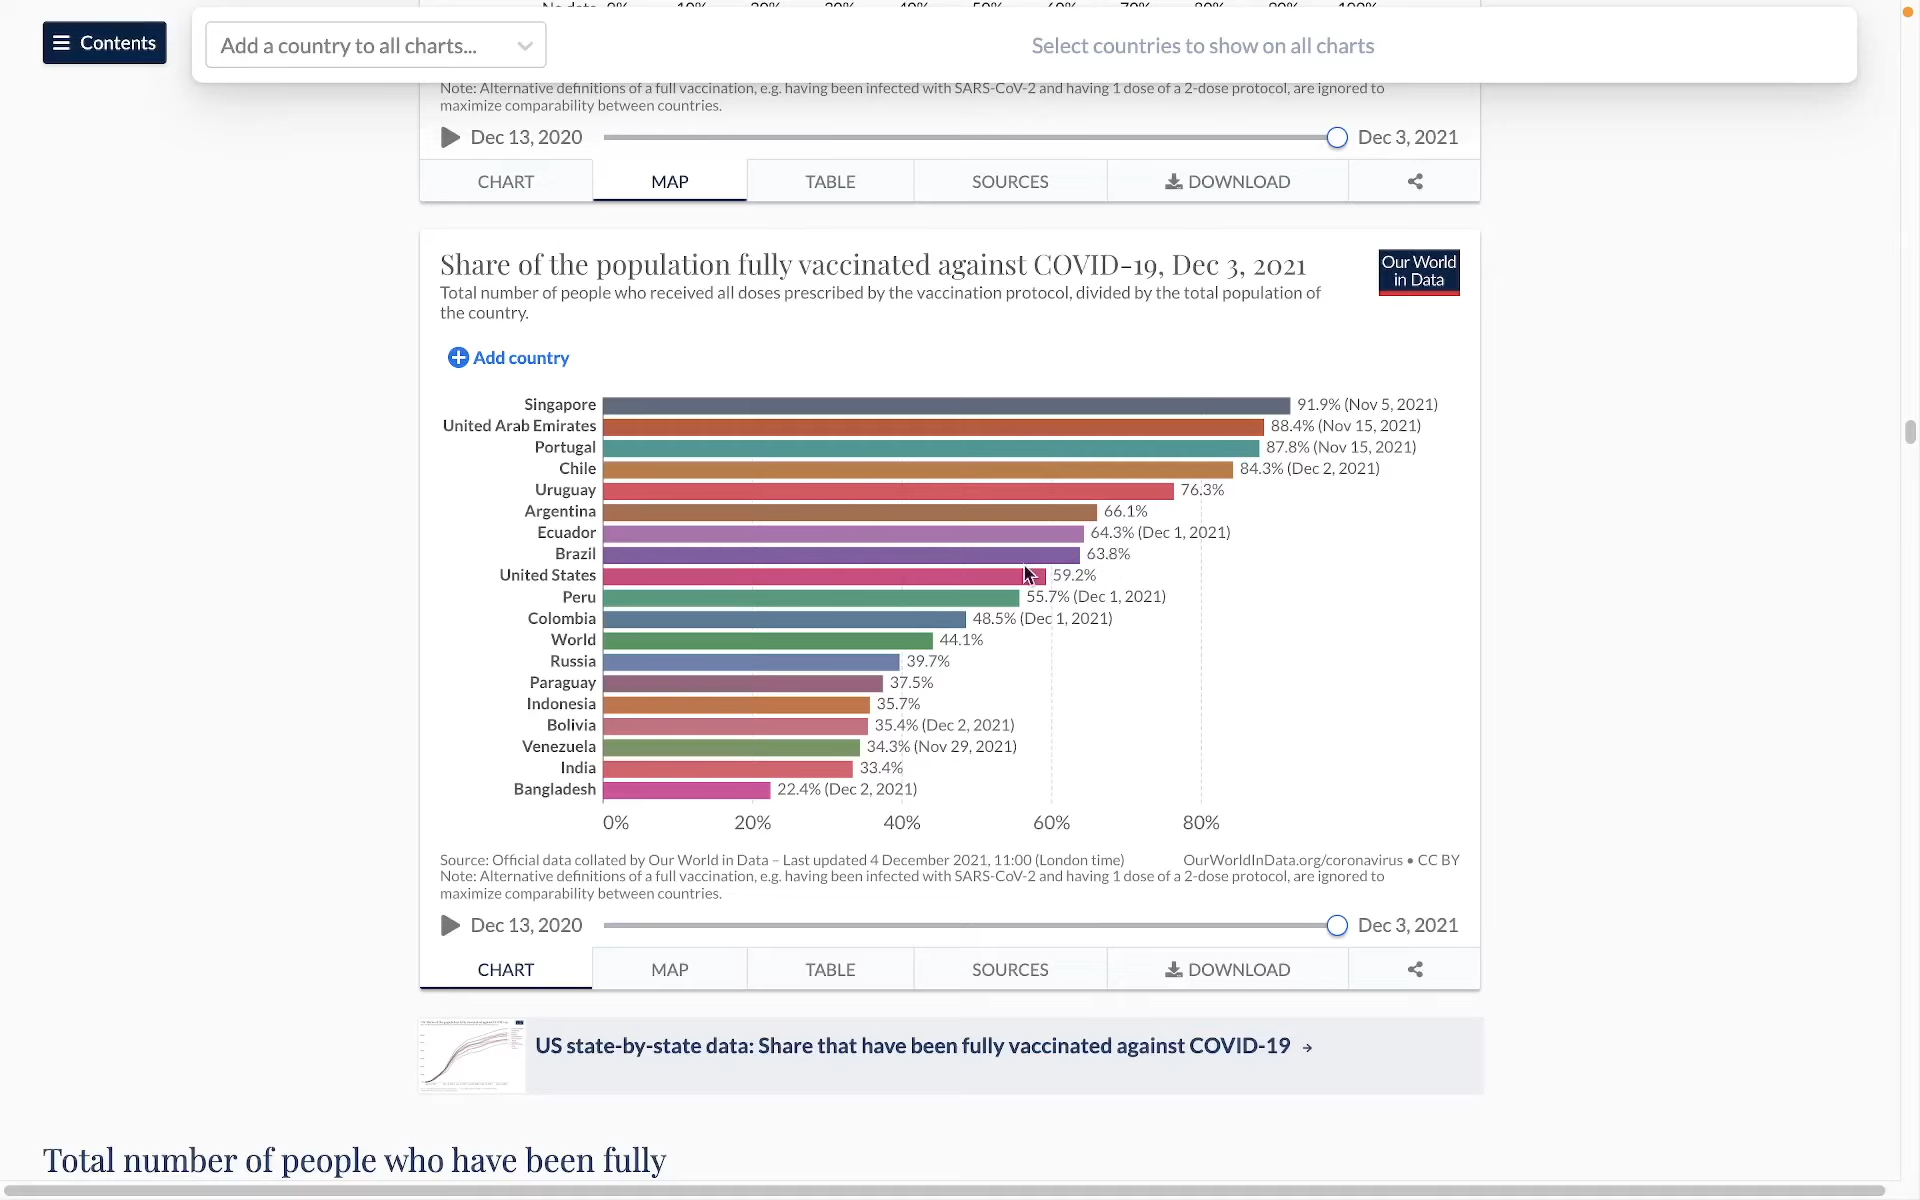 Contents
Add a country to all charts...
Select countries to show on all charts
Note: Alternative definitions of a full vaccination, e.g. having been infected with SARS-CoV-2 and having 1 dose of a 2-dose protocol, are ignored to
maximize comparability between countries.
Dec 13, 2020 Dec 3, 2021
CHART MAP TABLE SOURCES DOWNLOAD
Share of the population fully vaccinated against COVID-19, Dec 3, 2021
Our World
in Data
Total number of people who received all doses prescribed by the vaccination protocol, divided by the total population of
the country.
Add country
Singapore 91.9% (Nov 5, 2021)
United Arab Emirates 88.4% (Nov 15, 2021)
Portugal 87.8% (Nov 15, 2021)
Chile 84.3% (Dec 2, 2021)
Uruguay 76.3%
Argentina 66.1%
Ecuador 64.3% (Dec 1, 2021)
Brazil 63.8%
United States 59.2%
Peru 55.7% (Dec 1, 2021)
Colombia 48.5% (Dec 1, 2021)
World 44.1%
Russia 39.7%
Paraguay 37.5%
Indonesia 35.7%
Bolivia 35.4% (Dec 2, 2021)
Venezuela 34.3% (Nov 29, 2021)
India 33.4%
Bangladesh 22.4% (Dec 2, 2021)
0% 20% 40% 60% 80%
Source: Official data collated by Our World in Data – Last updated 4 December 2021, 11:00 (London time) OurWorldInData.org/coronavirus • CC BY
Note: Alternative definitions of a full vaccination, e.g. having been infected with SARS-CoV-2 and having 1 dose of a 2-dose protocol, are ignored to
maximize comparability between countries.
Dec 13, 2020 Dec 3, 2021
CHART MAP TABLE SOURCES DOWNLOAD
US state-by-state data: Share that have been fully vaccinated against COVID-19 →
Total number of people who have been fully